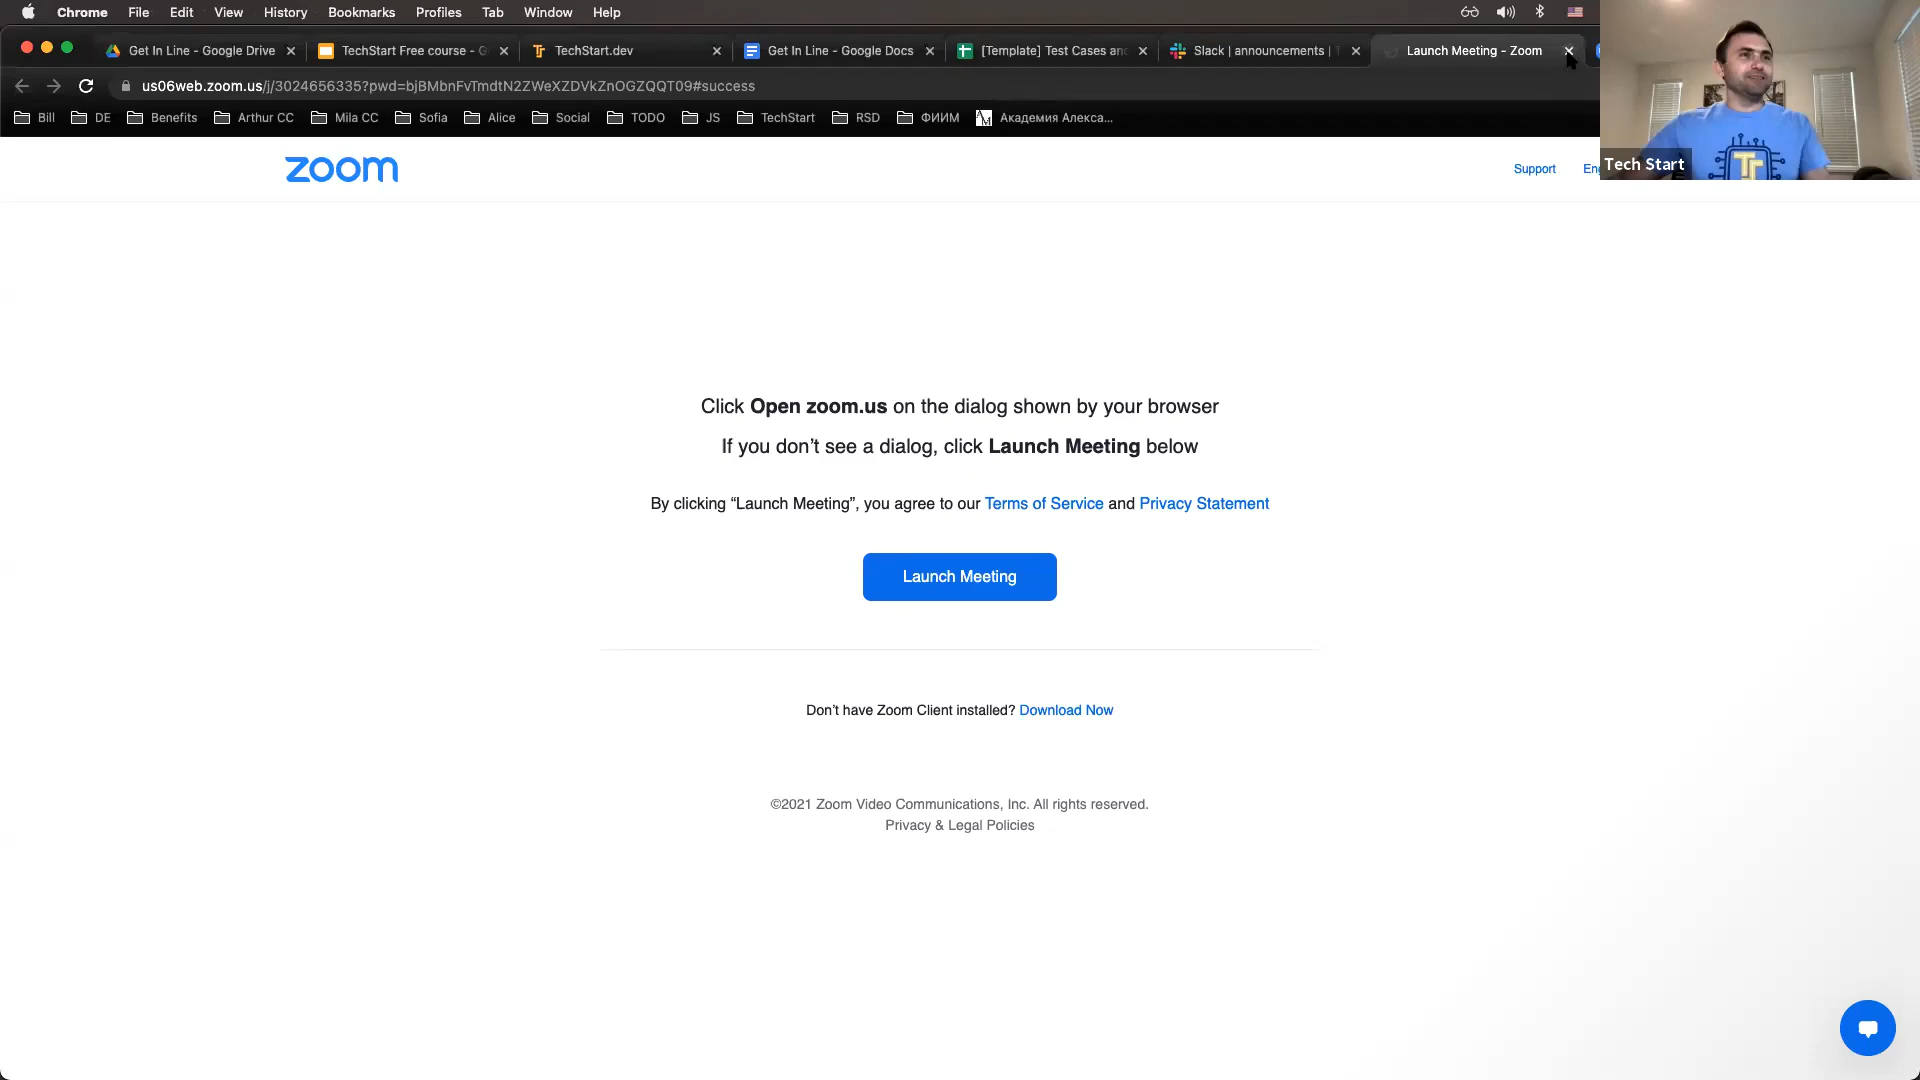 Chrome File Edit View History Bookmarks Profiles Tab Window Help
Get In Line - Google Drive TechStart Free course - G TechStart.dev Get In Line - Google Docs [Template] Test Cases and Slack | announcements | Launch Meeting - Zoom
us06web.zoom.us/j/3024656335?pwd=bjBMbnFvTmdtN2ZWeXZDVkZnOGZQQT09#success
Bill DE Benefits Arthur CC Mila CC Sofia Alice Social TODO JS TechStart RSD ФИИМ Академия Алекса...
zoom
Support Eng
Tech Start
Click Open zoom.us on the dialog shown by your browser
If you don’t see a dialog, click Launch Meeting below
By clicking “Launch Meeting”, you agree to our Terms of Service and Privacy Statement
Launch Meeting
Don’t have Zoom Client installed? Download Now
©2021 Zoom Video Communications, Inc. All rights reserved.
Privacy & Legal Policies